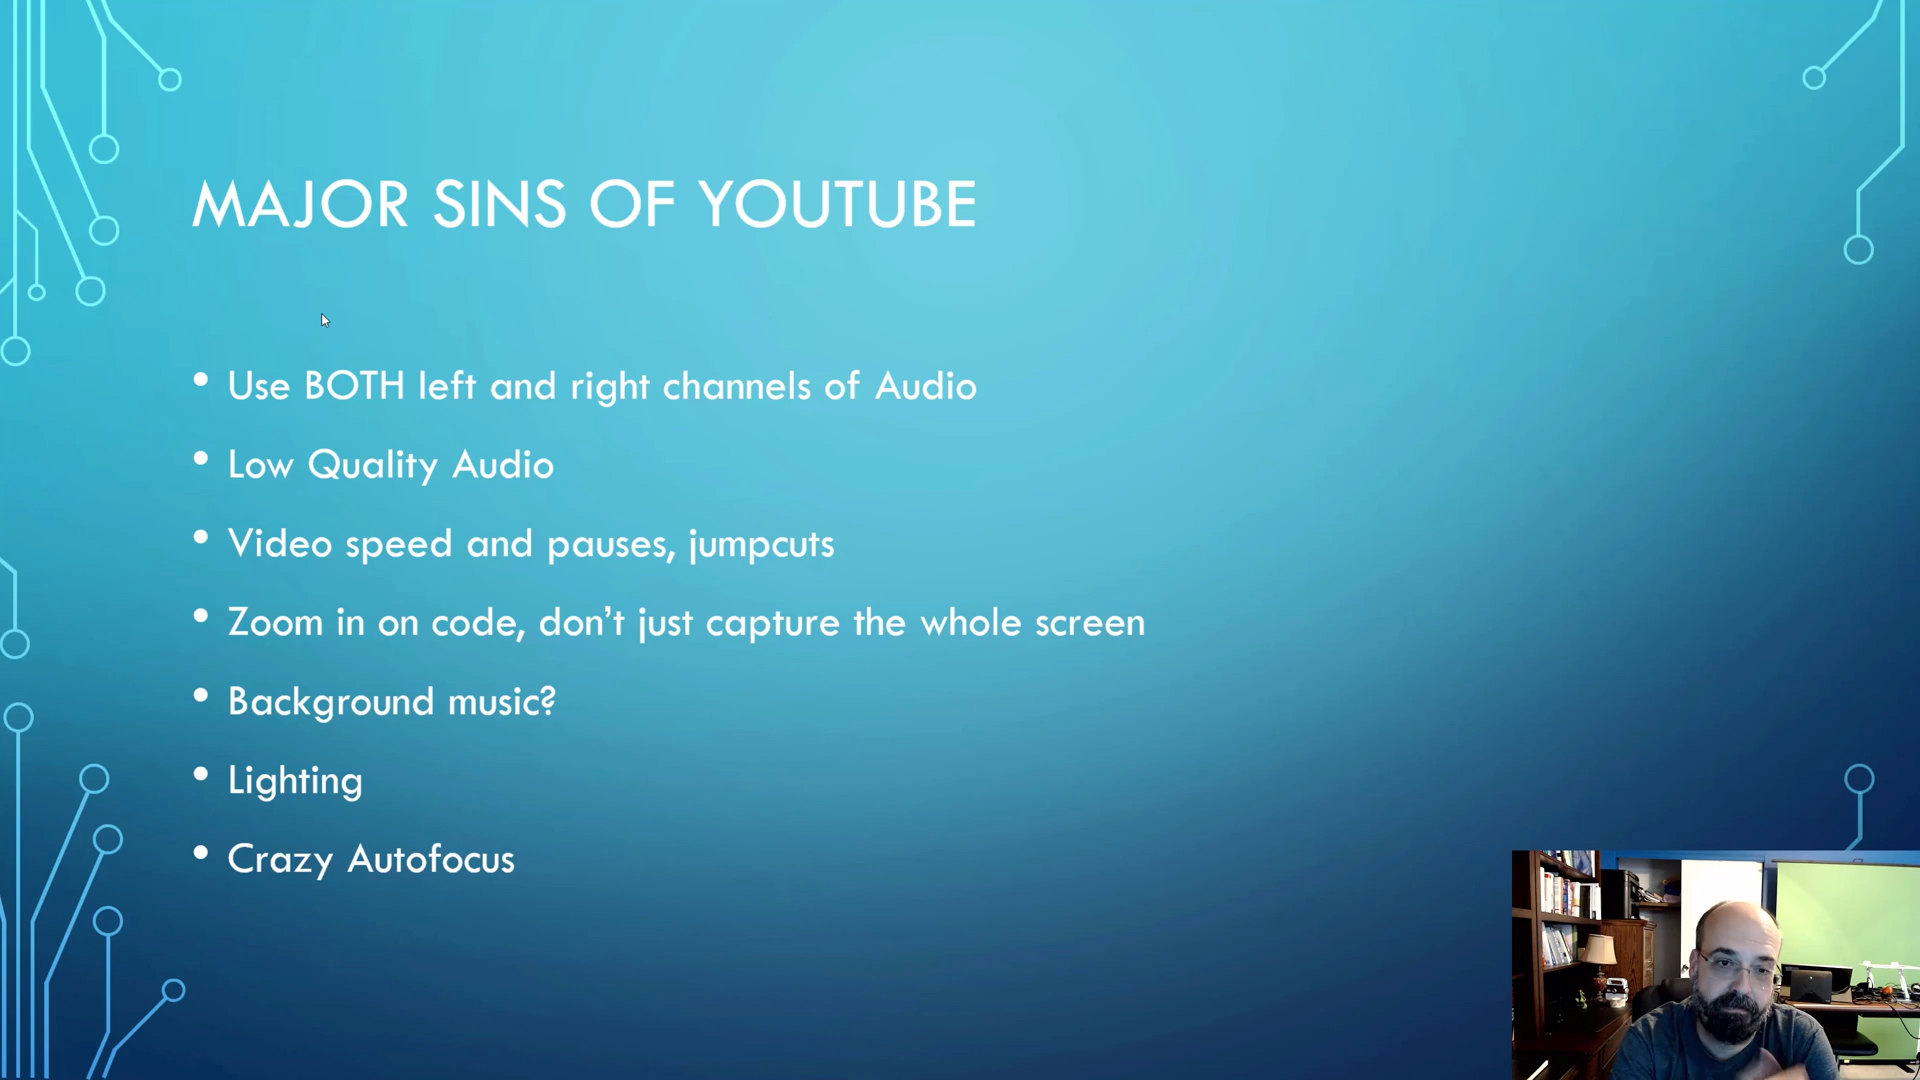 MAJOR SINS OF YOUTUBE
• Use BOTH left and right channels of Audio
• Low Quality Audio
• Video speed and pauses, jumpcuts
• Zoom in on code, don’t just capture the whole screen
• Background music?
• Lighting
• Crazy Autofocus